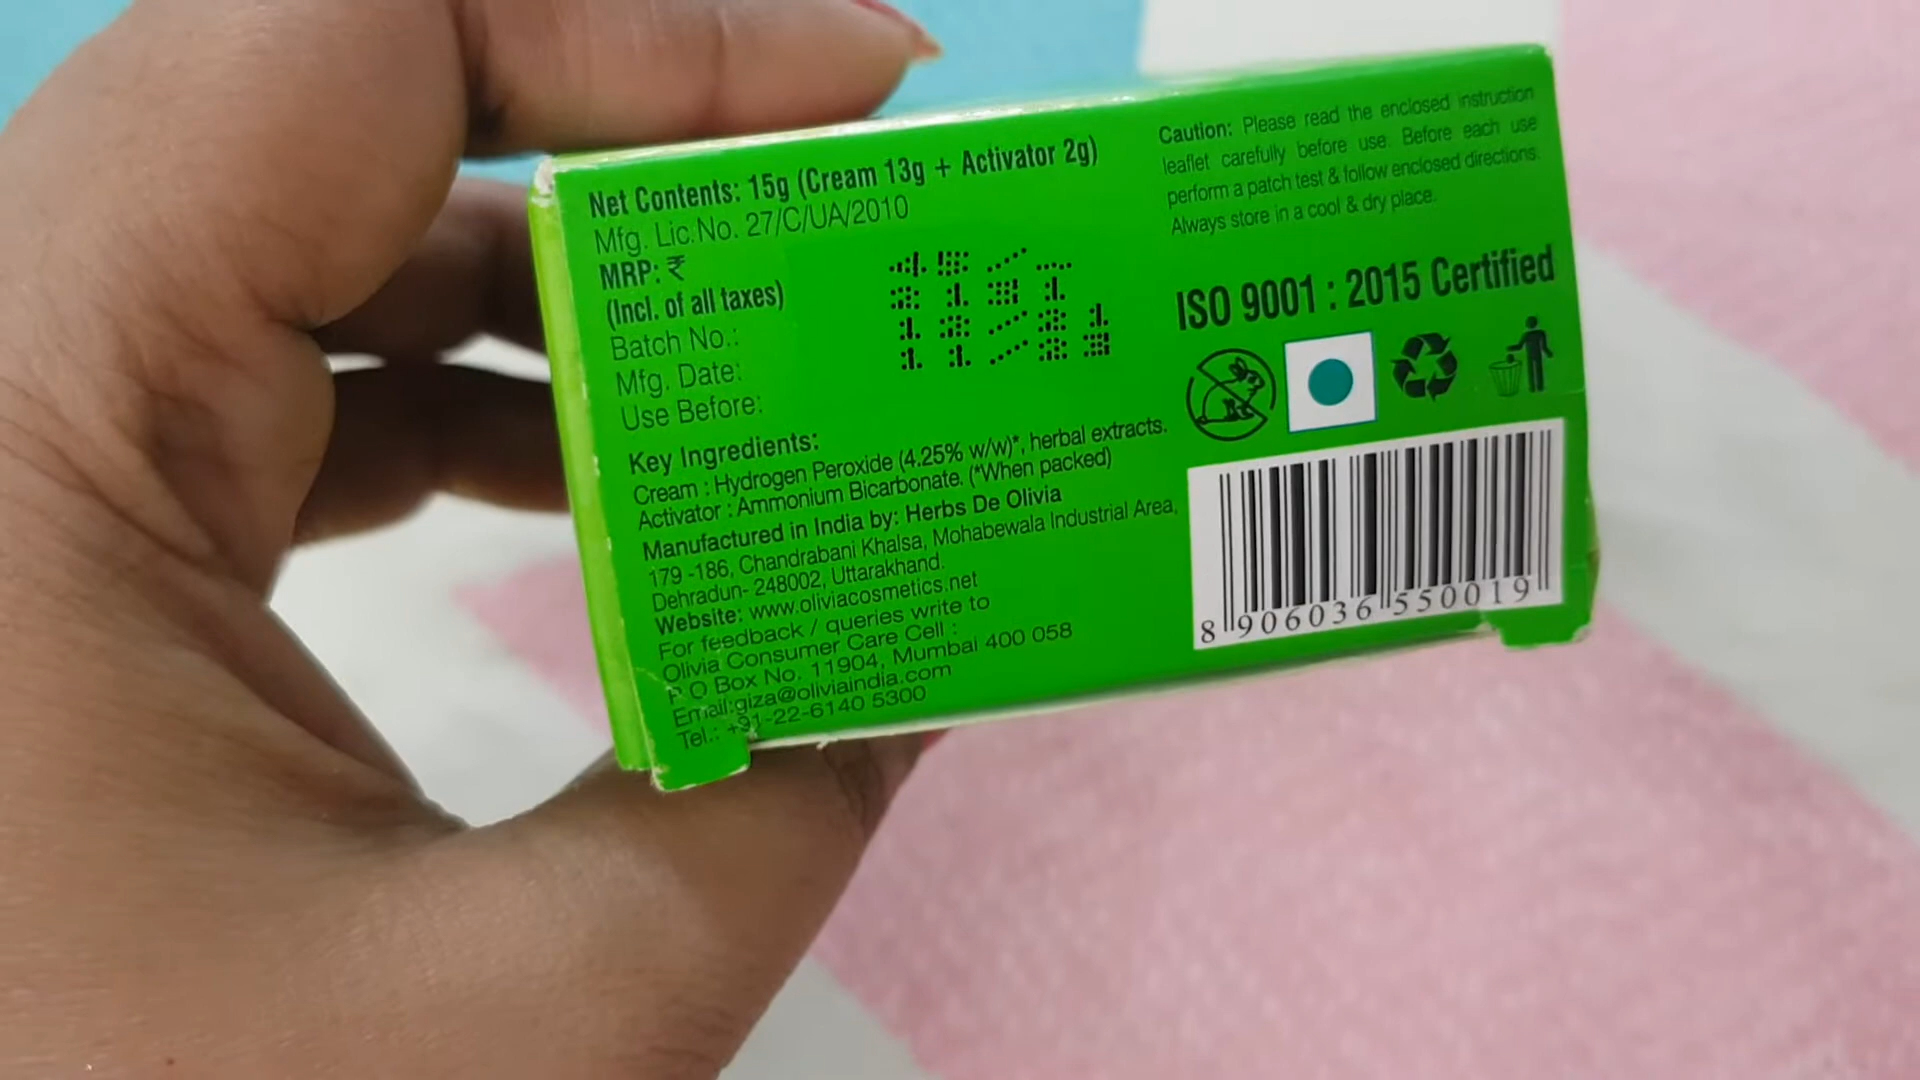 Net Contents: 15g (Cream 13g + Activator 2g)
Mfg. Lic.No. 27/C/UA/2010
MRP: ₹ 45/-
(Incl. of all taxes)
Batch No.:
Mfg. Date: 12/21
Use Before: 11/
Key Ingredients:
Cream : Hydrogen Peroxide (4.25% w/w)*, herbal extracts.
Activator : Ammonium Bicarbonate. (*When packed)
Manufactured in India by: Herbs De Olivia
179 -186, Chandrabani Khalsa, Mohabewala Industrial Area,
Dehradun- 248002, Uttarakhand.
Website: www.oliviacosmetics.net
For feedback / queries write to
Olivia Consumer Care Cell :
P O Box No. 11904, Mumbai 400 058
Email:giza@oliviaindia.com
Tel.: +91-22-6140 5300
Caution: Please read the enclosed instruction
leaflet carefully before use. Before each use
perform a patch test & follow enclosed directions.
Always store in a cool & dry place.
ISO 9001 : 2015 Certified
8 906036 550019